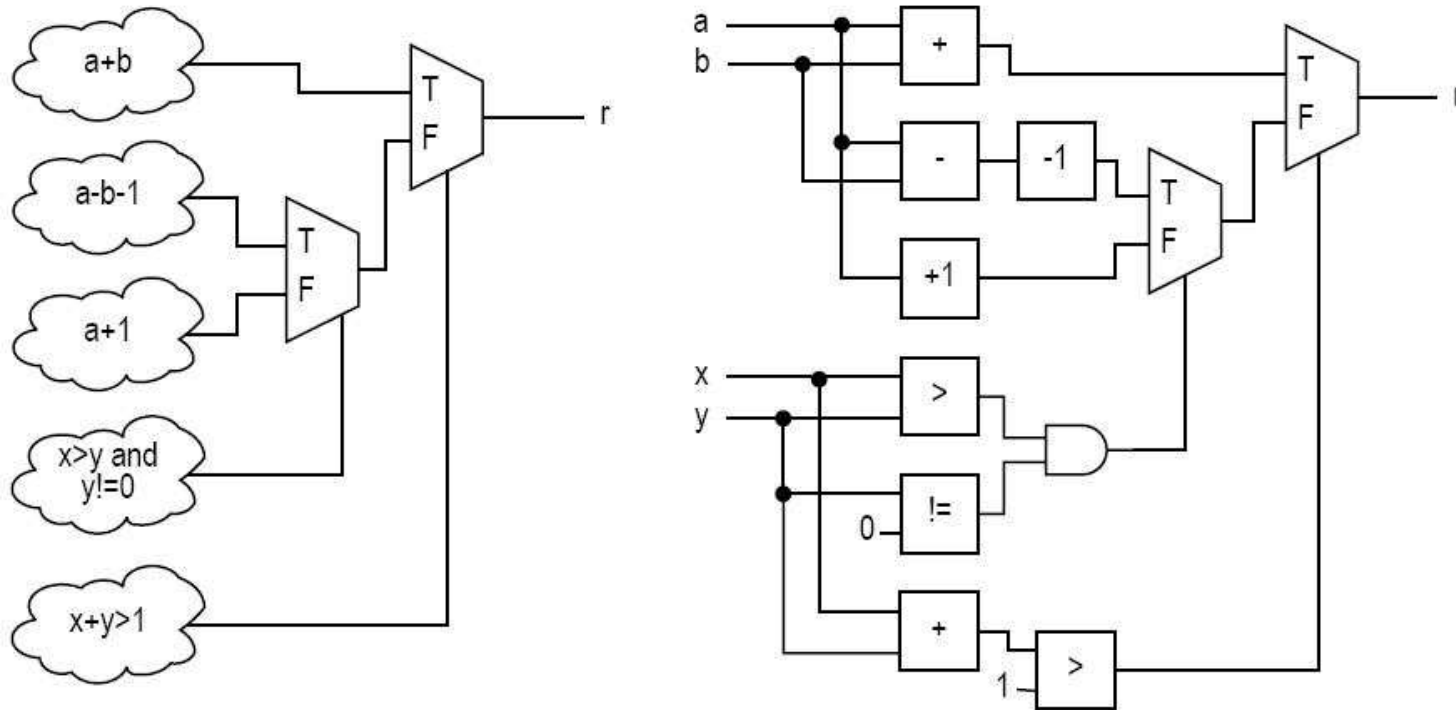 a+b
T
F
r
a-b-1
T
F
a+1
x>y and
y!=0
x+y>1
a
b
+
T
F
-
-1
T
F
+1
x
y
>
!=
0
+
>
1